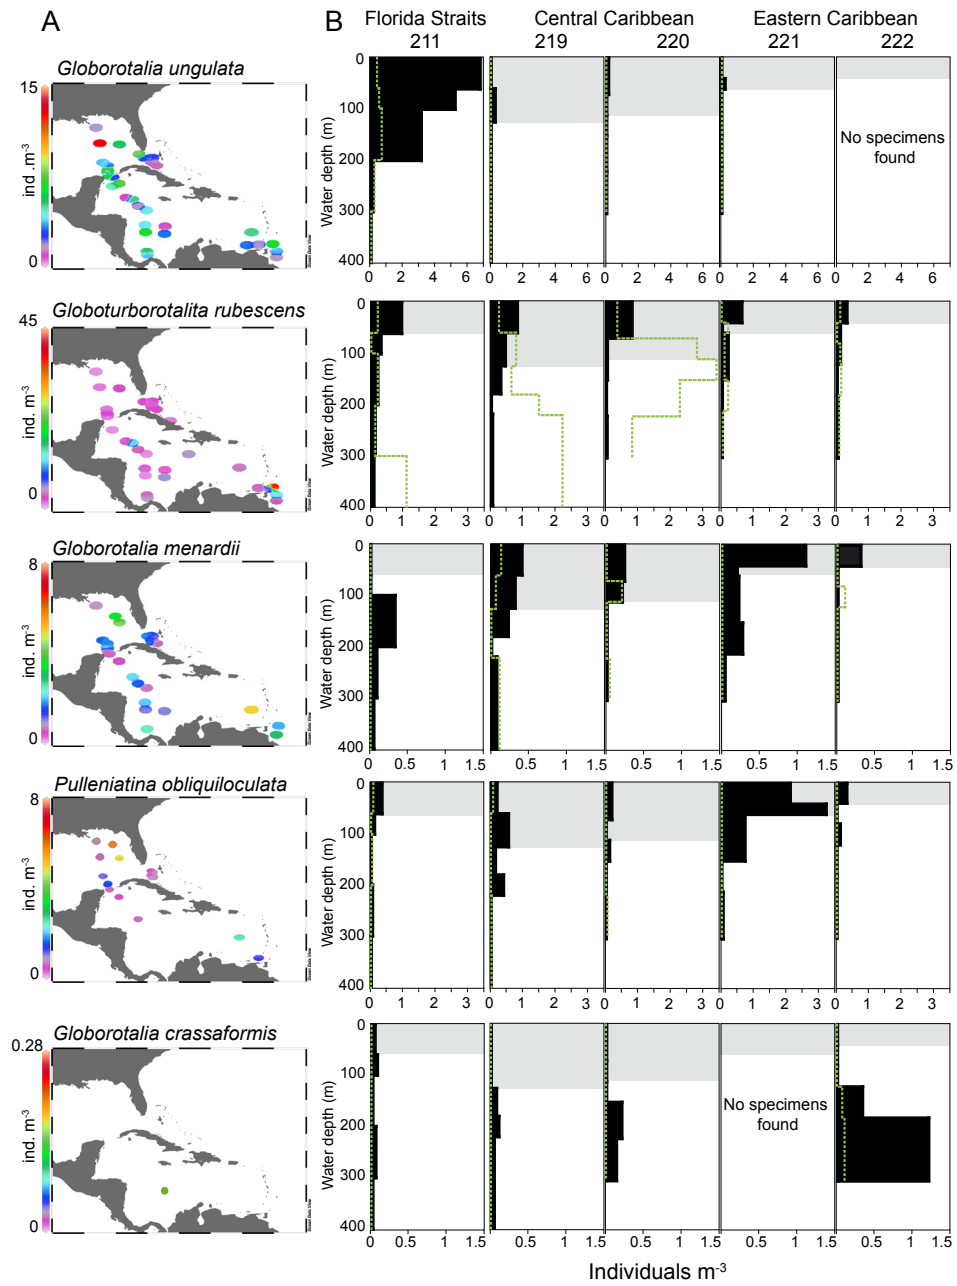 A
B
Florida Straits
Central Caribbean
Eastern Caribbean
211
219
220
221
222
Globorotalia ungulata
15
ind. m-3
0
Water depth (m)
0
100
200
300
400
No specimens
found
0 2 4 6
0 2 4 6
0 2 4 6
0 2 4 6
0 2 4 6
Globoturborotalita rubescens
45
ind. m-3
0
Water depth (m)
0
100
200
300
400
0 1 2 3
0 1 2 3
0 1 2 3
0 1 2 3
0 1 2 3
Globorotalia menardii
8
ind. m-3
0
Water depth (m)
0
100
200
300
400
0 0.5 1 1.5
0.5 1 1.5
0 0.5 1 1.5
0 0.5 1 1.5
0 0.5 1 1.5
Pulleniatina obliquiloculata
8
ind. m-3
0
Water depth (m)
0
100
200
300
400
0 1 2 3
0 1 2 3
0 1 2 3
0 1 2 3
0 1 2 3
Globorotalia crassaformis
0.28
ind. m-3
0
Water depth (m)
0
100
200
300
400
No specimens
found
0 0.5 1 1.5
0 0.5 1 1.5
0 0.5 1 1.5
0 0.5 1 1.5
0 0.5 1 1.5
Individuals m-3